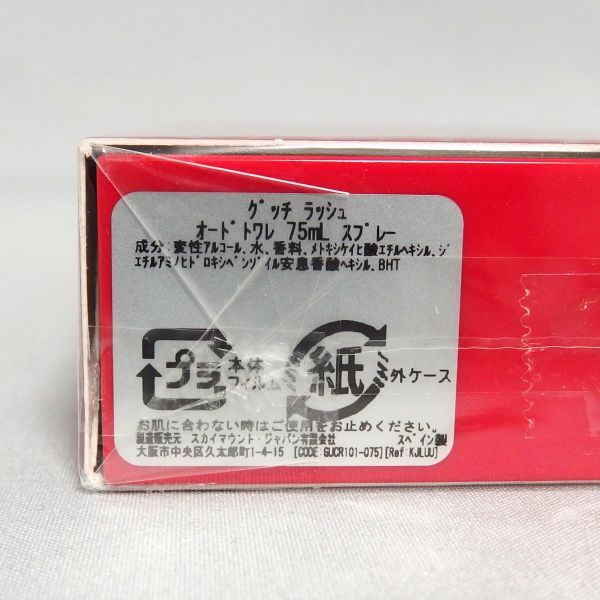 グッチ ラッシュ
オードトワレ 75mL スプレー
成分:変性アルコール、水、香料、メトキシケイヒ酸エチルヘキシル、ジ
エチルアミノヒドロキシベンゾイル安息香酸ヘキシル、BHT
プラ 本体
フィルム
紙 外ケース
お肌に合わない時はご使用をお止めください。
製造販売元 スカイマウント・ジャパン有限会社 スペイン製
大阪市中央区久太郎町1-4-15 [CODE:GUCR101-075][Ref:KJLUU]